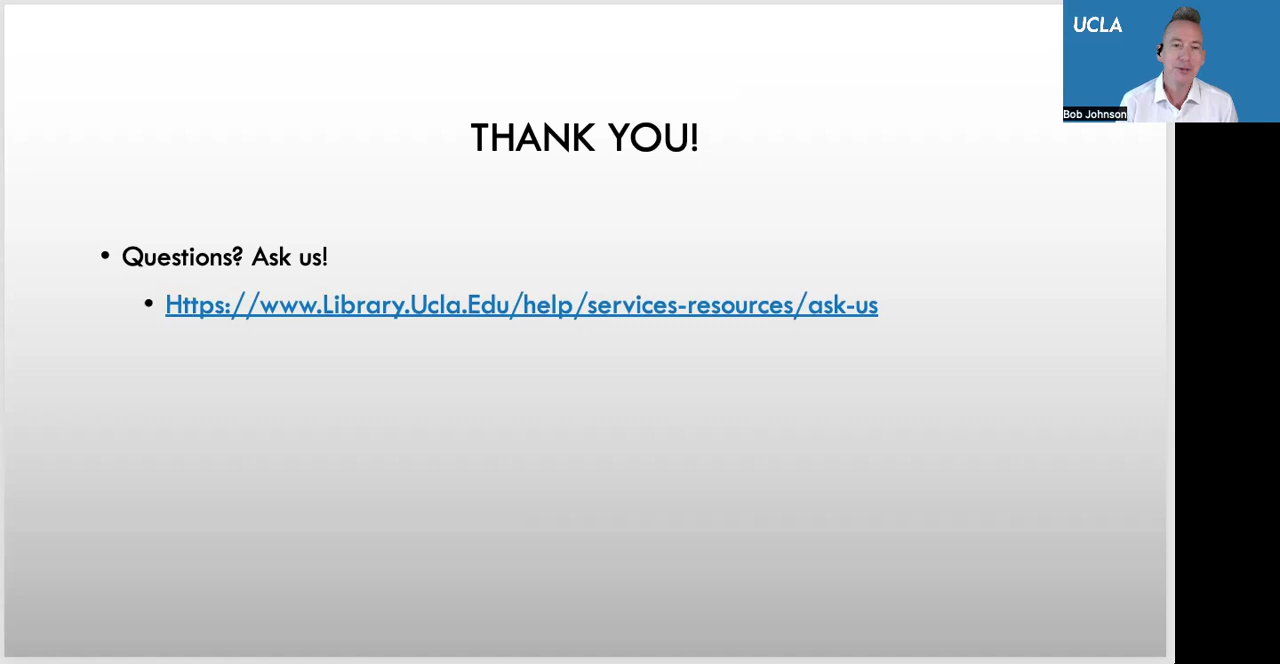 UCLA
Bob Johnson
THANK YOU!
• Questions? Ask us!
• Https://www.Library.Ucla.Edu/help/services-resources/ask-us